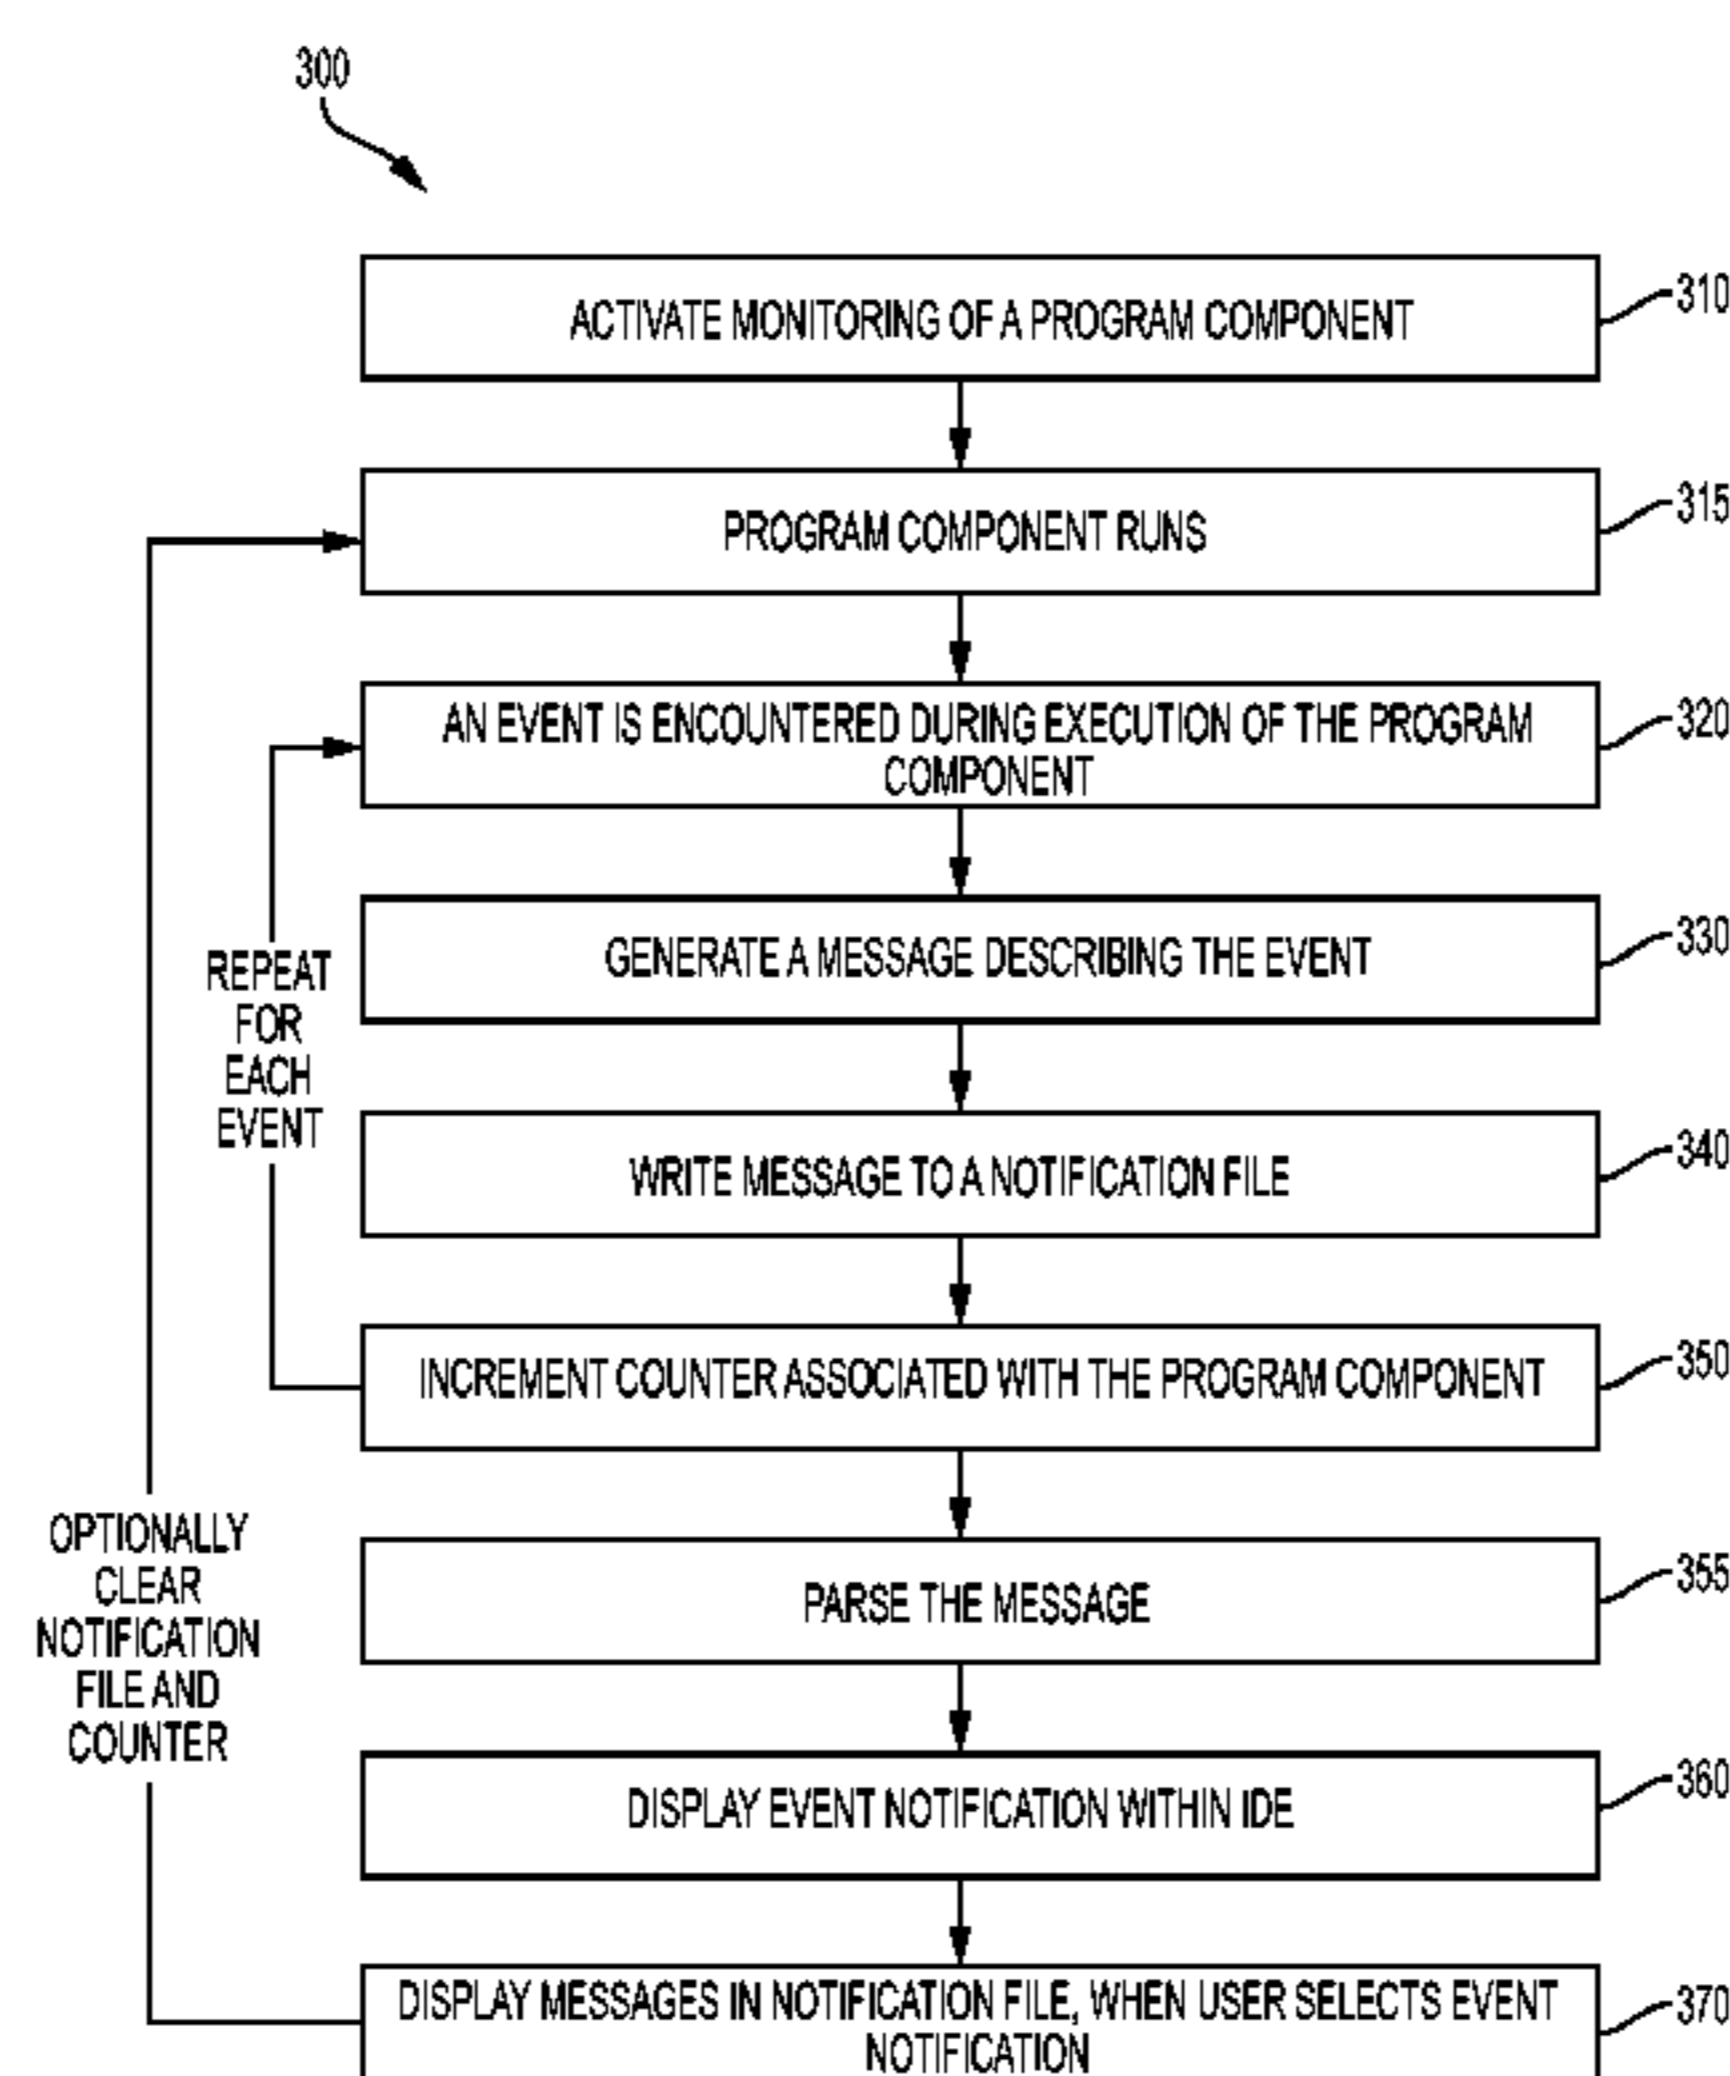 300
ACTIVATE MONITORING OF A PROGRAM COMPONENT
310
PROGRAM COMPONENT RUNS
315
AN EVENT IS ENCOUNTERED DURING EXECUTION OF THE PROGRAM
COMPONENT
320
GENERATE A MESSAGE DESCRIBING THE EVENT
330
REPEAT
FOR
EACH
EVENT
WRITE MESSAGE TO A NOTIFICATION FILE
340
INCREMENT COUNTER ASSOCIATED WITH THE PROGRAM COMPONENT
350
OPTIONALLY
CLEAR
NOTIFICATION
FILE AND
COUNTER
PARSE THE MESSAGE
355
DISPLAY EVENT NOTIFICATION WITHIN IDE
360
DISPLAY MESSAGES IN NOTIFICATION FILE, WHEN USER SELECTS EVENT
NOTIFICATION
370